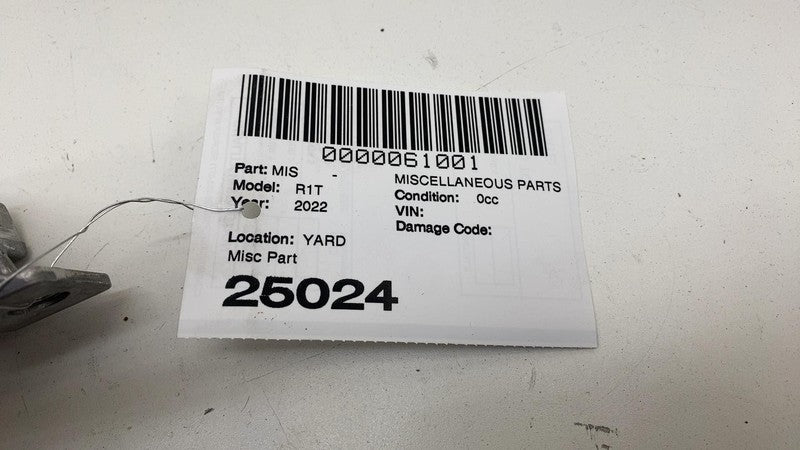 0000061001
Part: MIS -
MISCELLANEOUS PARTS
Model: R1T
Condition: 0cc
Year: 2022
VIN:
Damage Code:
Location: YARD
Misc Part
25024